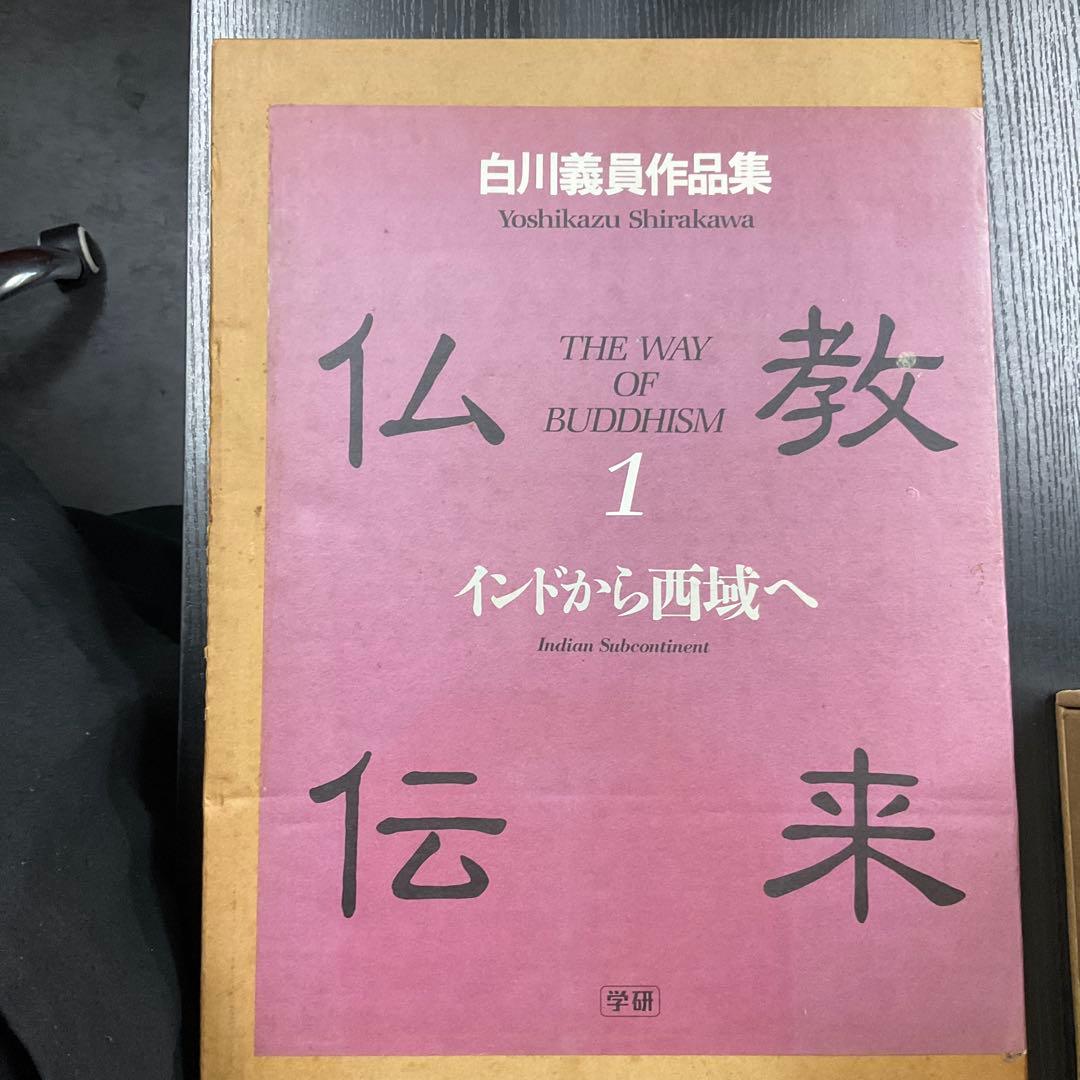 白川義員作品集
Yoshikazu Shirakawa
仏教
THE WAY
OF
BUDDHISM
1
インドから西域へ
Indian Subcontinent
伝来
学研